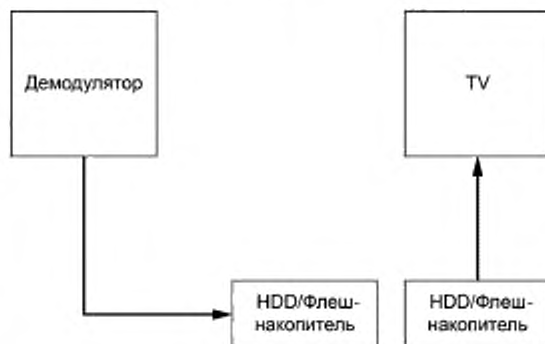 Демодулятор
TV
HDD/Флеш-
накопитель
HDD/Флеш-
накопитель